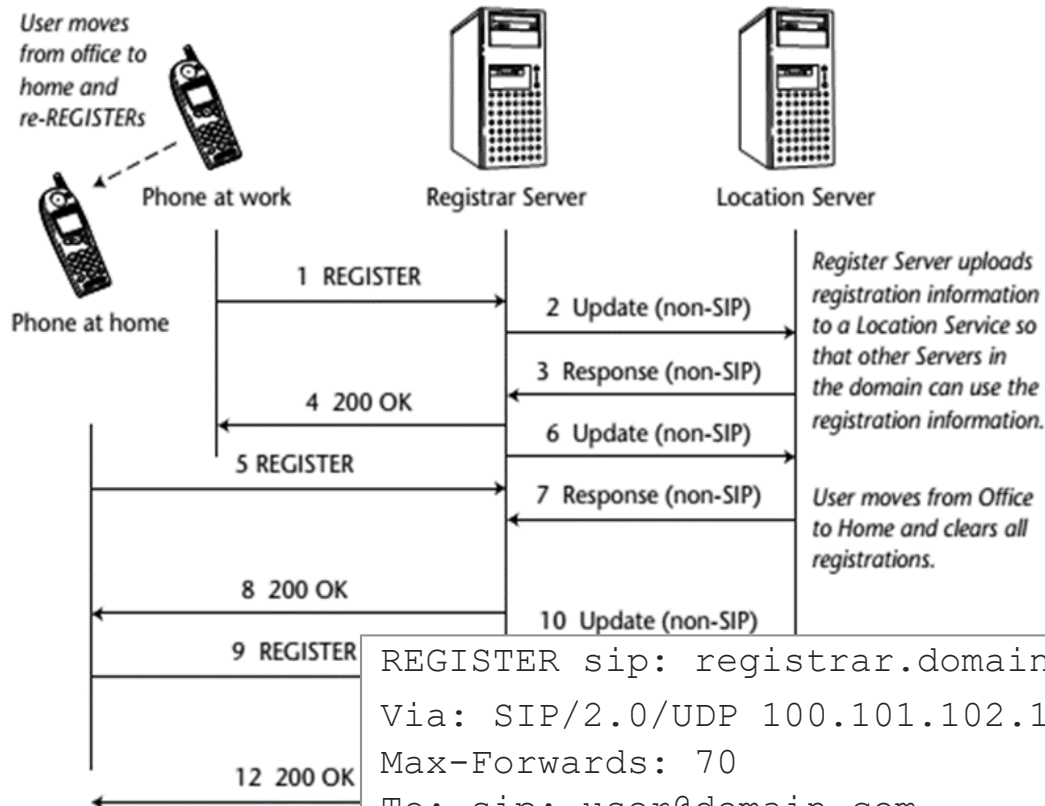 User moves
from office to
home and
re-REGISTERs
Phone at work
Registrar Server
Location Server
Phone at home
1 REGISTER
2 Update (non-SIP)
3 Response (non-SIP)
4 200 OK
Register Server uploads
registration information
to a Location Service so
that other Servers in
the domain can use the
registration information.
5 REGISTER
6 Update (non-SIP)
7 Response (non-SIP)
User moves from Office
to Home and clears all
registrations.
8 200 OK
10 Update (non-SIP)
9 REGISTER
12 200 OK
REGISTER sip: registrar.domain
Via: SIP/2.0/UDP 100.101.102.1
Max-Forwards: 70
To: sip: user@domain.com